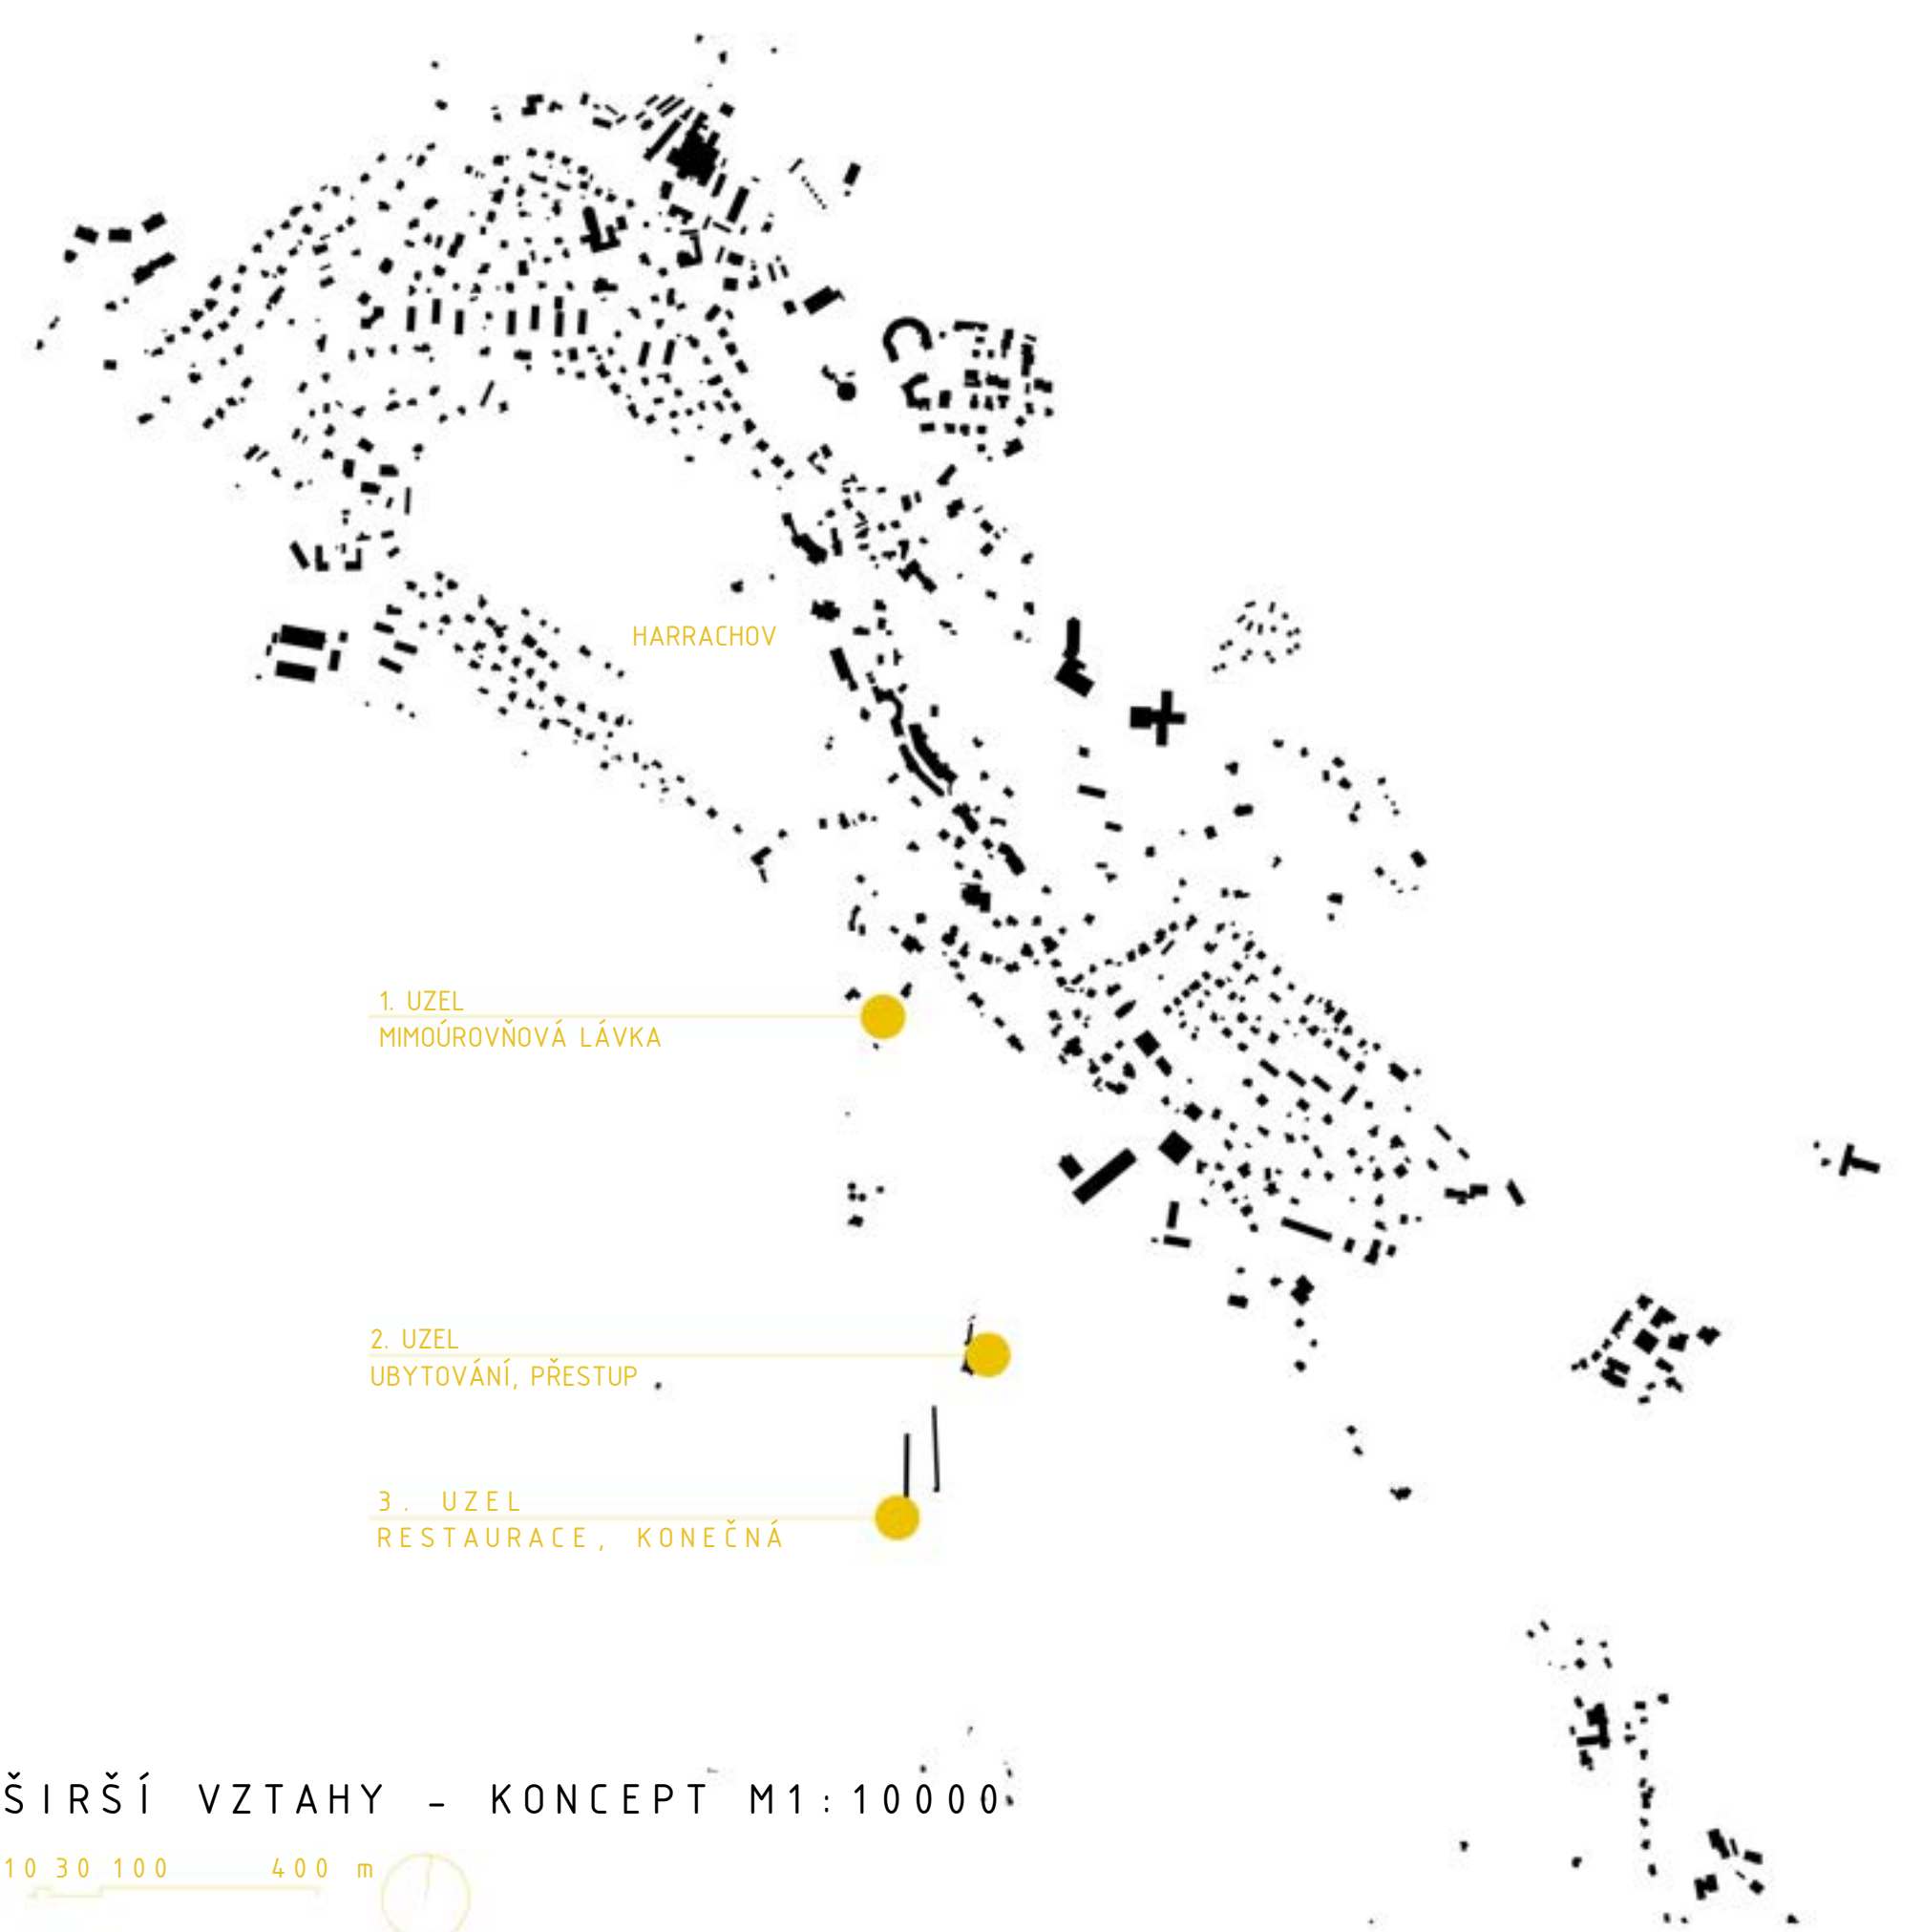 HARRACHOV
1. UZEL
MIMOÚROVŇOVÁ LÁVKA
2. UZEL
UBYTOVÁNÍ, PŘESTUP
3. UZEL
RESTAURACE, KONEČNÁ
ŠIRŠÍ VZTAHY - KONCEPT M1:10000
10 30 100 400 m